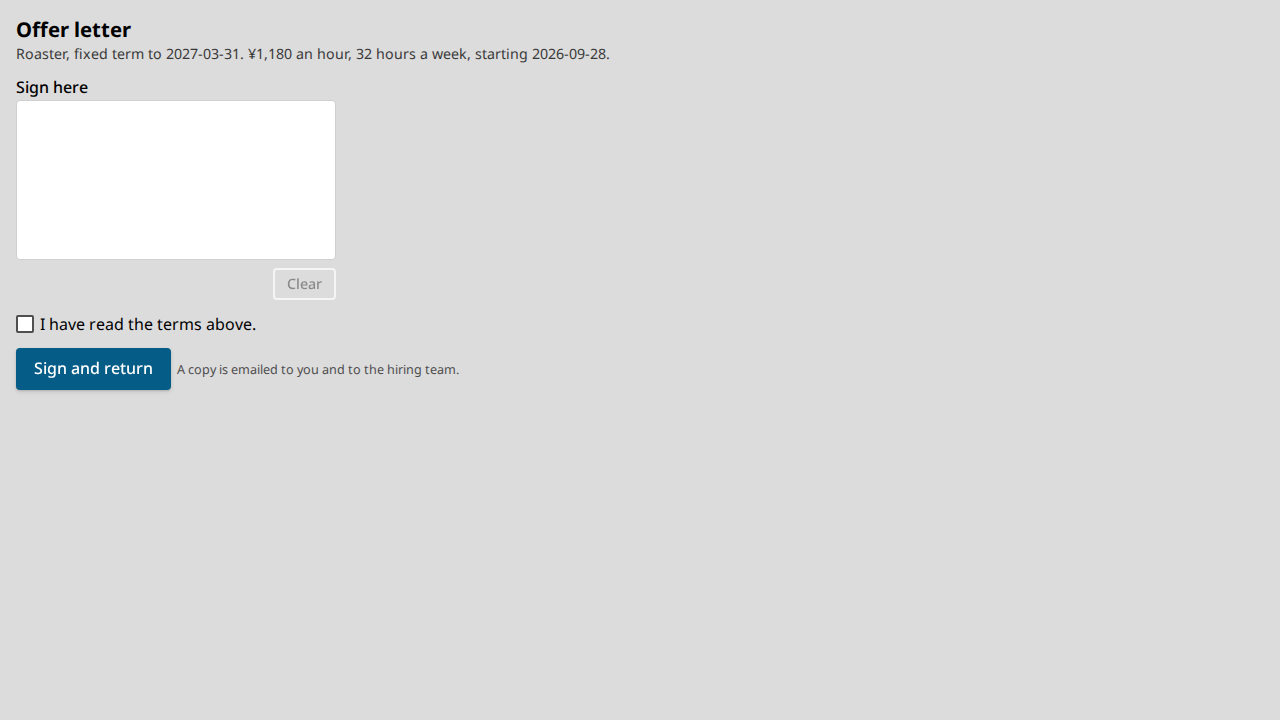 Offer letter
Roaster, fixed term to 2027-03-31. ¥1,180 an hour, 32 hours a week, starting 2026-09-28.
Sign here
Clear
I have read the terms above.
Sign and return
A copy is emailed to you and to the hiring team.